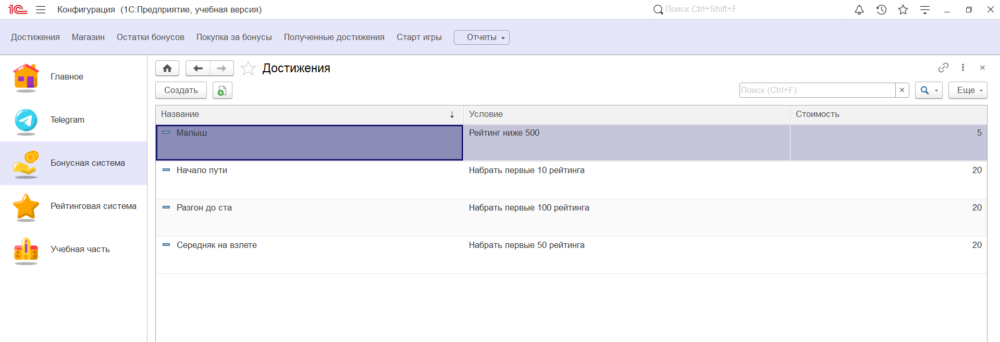 1С Конфигурация (1С:Предприятие, учебная версия) Поиск Ctrl+Shift+F
Достижения Магазин Остатки бонусов Покупка за бонусы Полученные достижения Старт игры Отчеты
Главное
Telegram
Бонусная система
Рейтинговая система
Учебная часть
Достижения
Создать Поиск (Ctrl+F) × Еще
Название ↓ Условие Стоимость
Малыш Рейтинг ниже 500 5
Начало пути Набрать первые 10 рейтинга 20
Разгон до ста Набрать первые 100 рейтинга 20
Середняк на взлете Набрать первые 50 рейтинга 20